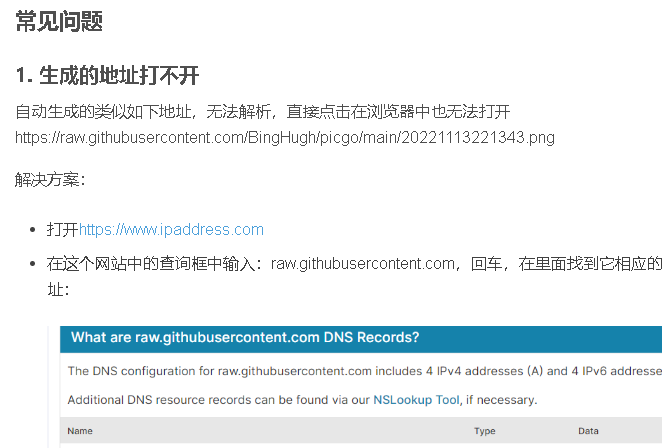 常见问题
1. 生成的地址打不开
自动生成的类似如下地址，无法解析，直接点击在浏览器中也无法打开
https://raw.githubusercontent.com/BingHugh/picgo/main/20221113221343.png
解决方案：
• 打开https://www.ipaddress.com
• 在这个网站中的查询框中输入：raw.githubusercontent.com，回车，在里面找到它相应的
址：
What are raw.githubusercontent.com DNS Records?
The DNS configuration for raw.githubusercontent.com includes 4 IPv4 addresses (A) and 4 IPv6 addresse
Additional DNS resource records can be found via our NSLookup Tool, if necessary.
Name Type Data